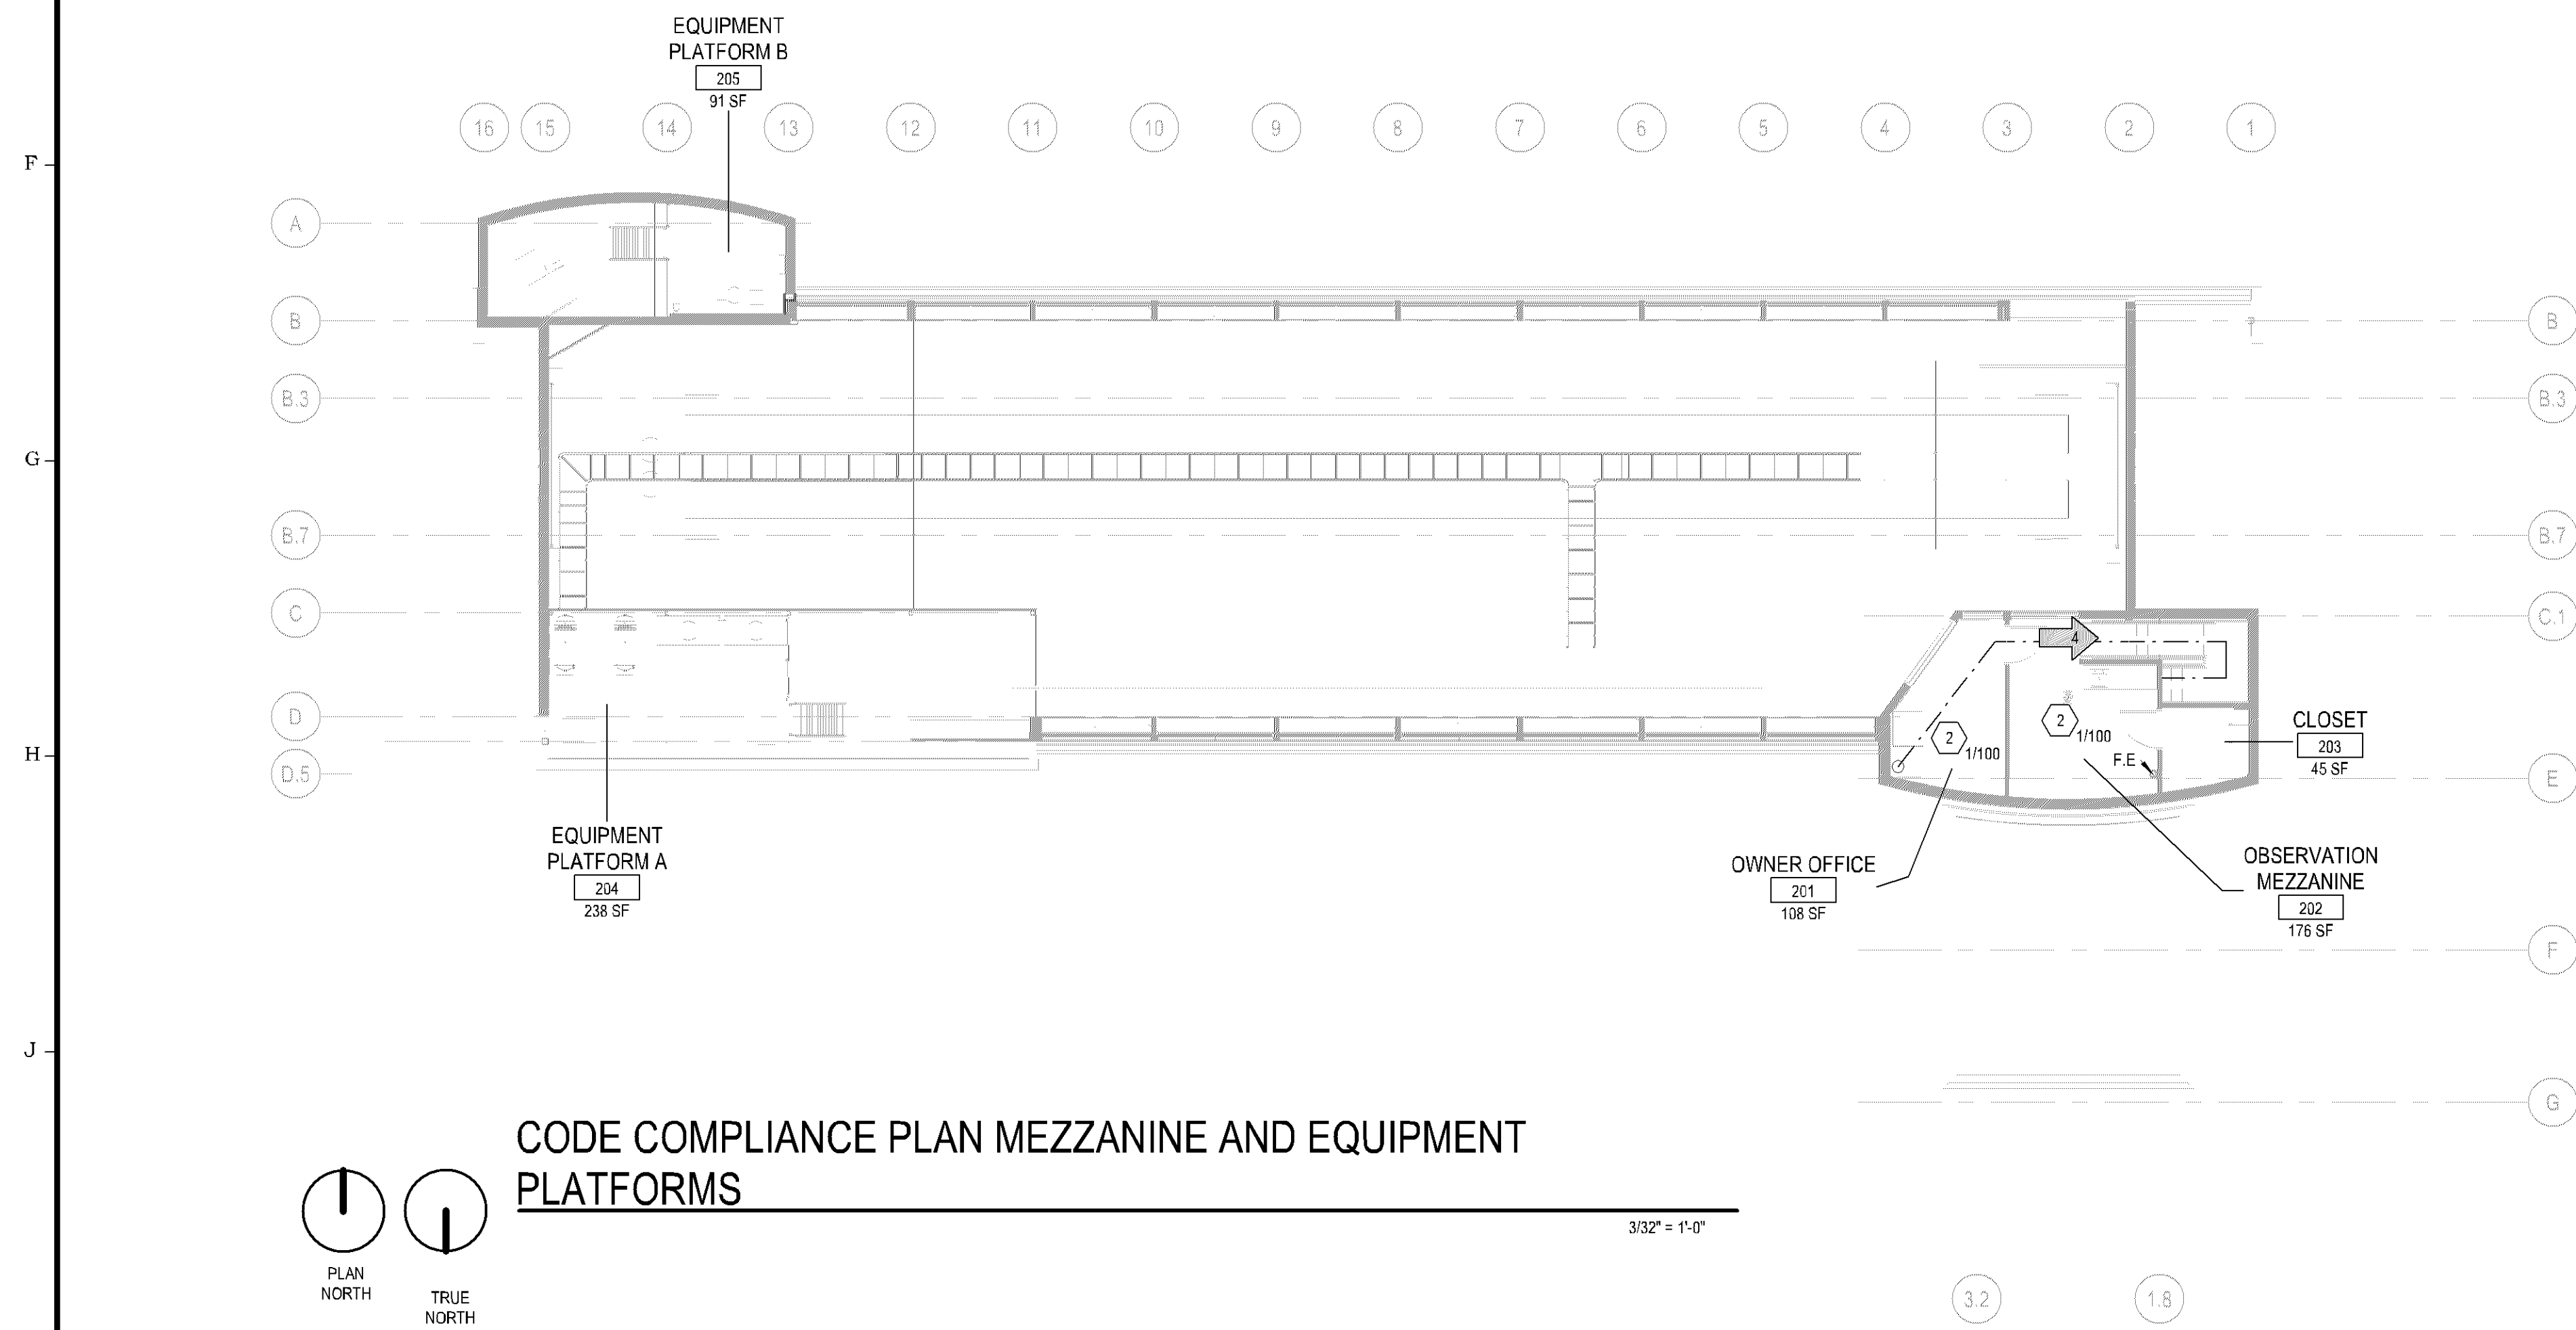 EQUIPMENT
PLATFORM B
205
91 SF
16 15 14 13 12 11 10 9 8 7 6 5 4 3 2 1
F
A
B
B
B.3
B.3
G
B.7
B.7
C
C.1
4
D
2
1/100
2
1/100
CLOSET
203
45 SF
H
F.E
D.5
E
EQUIPMENT
PLATFORM A
204
238 SF
OWNER OFFICE
201
108 SF
OBSERVATION
MEZZANINE
202
176 SF
F
J
G
CODE COMPLIANCE PLAN MEZZANINE AND EQUIPMENT
PLATFORMS
3/32" = 1'-0"
PLAN
NORTH
TRUE
NORTH
3.2
1.8